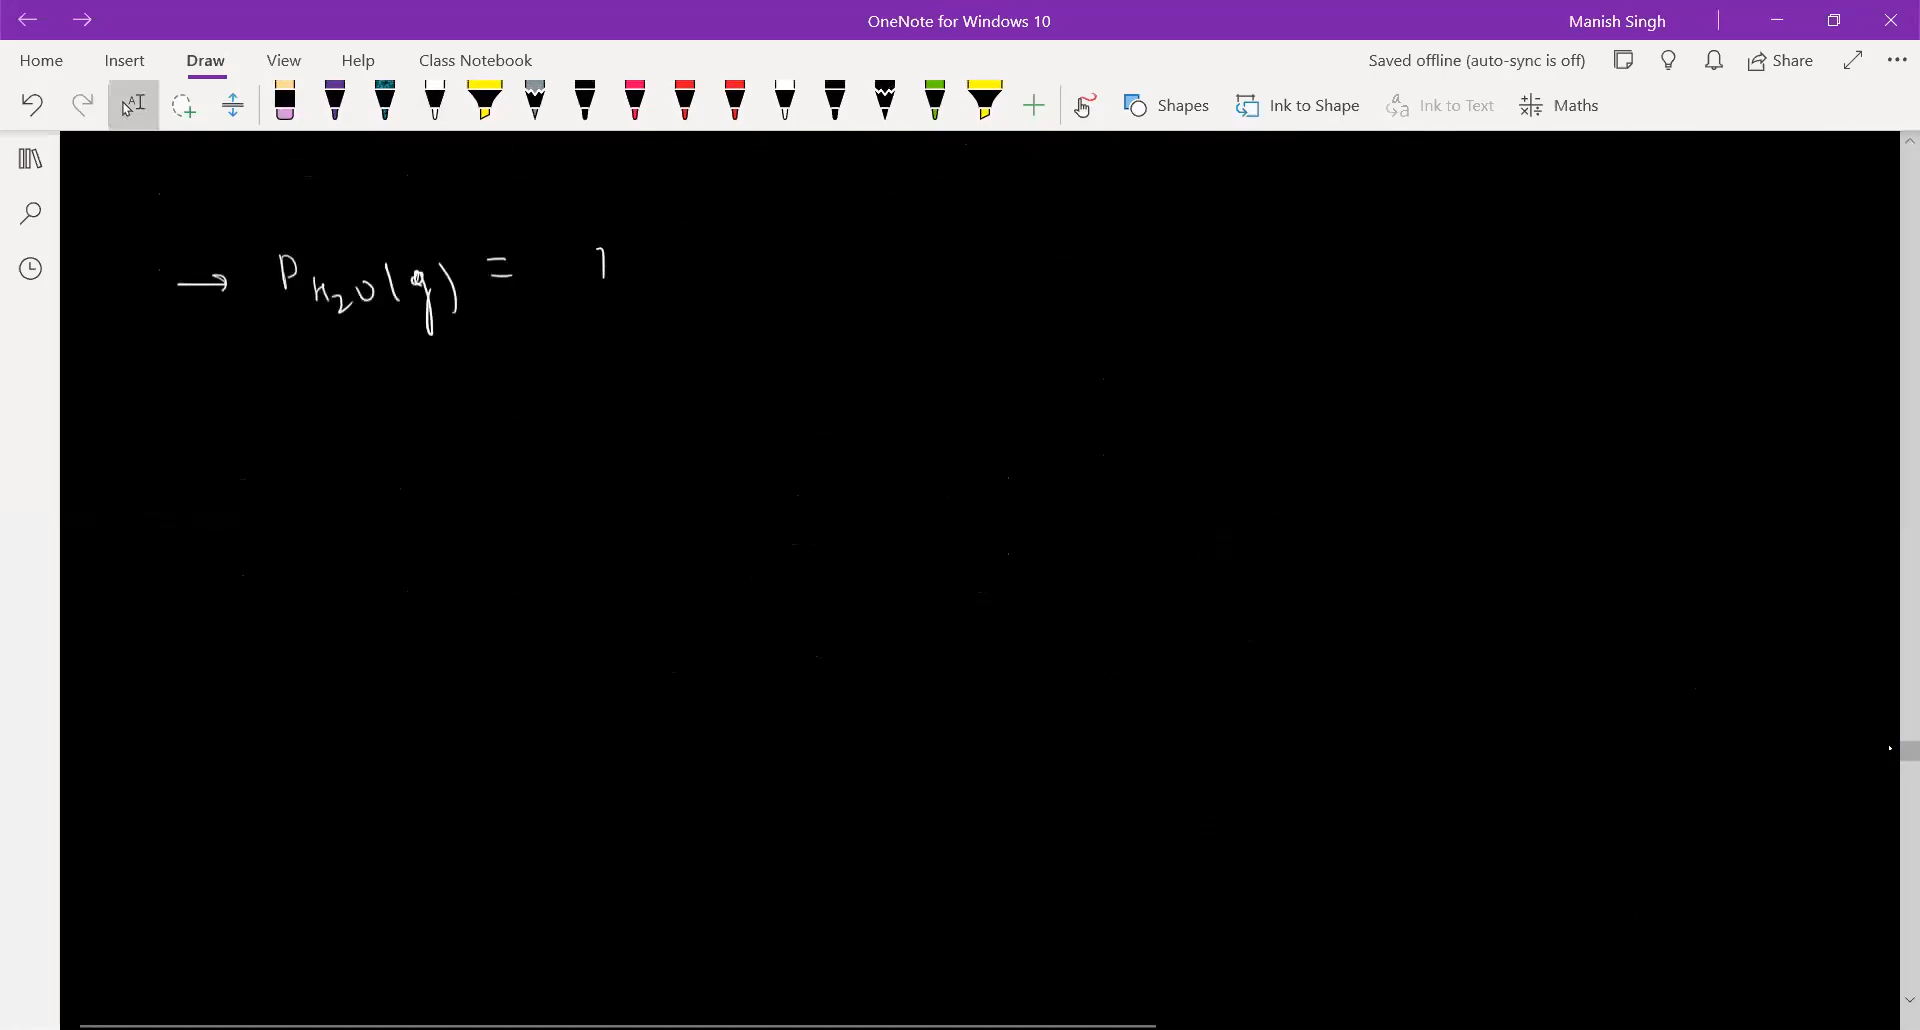 OneNote for Windows 10
Manish Singh
Home Insert Draw View Help Class Notebook
Saved offline (auto-sync is off)
Share
Shapes Ink to Shape Ink to Text Maths
→ P H₂O(g) = 1